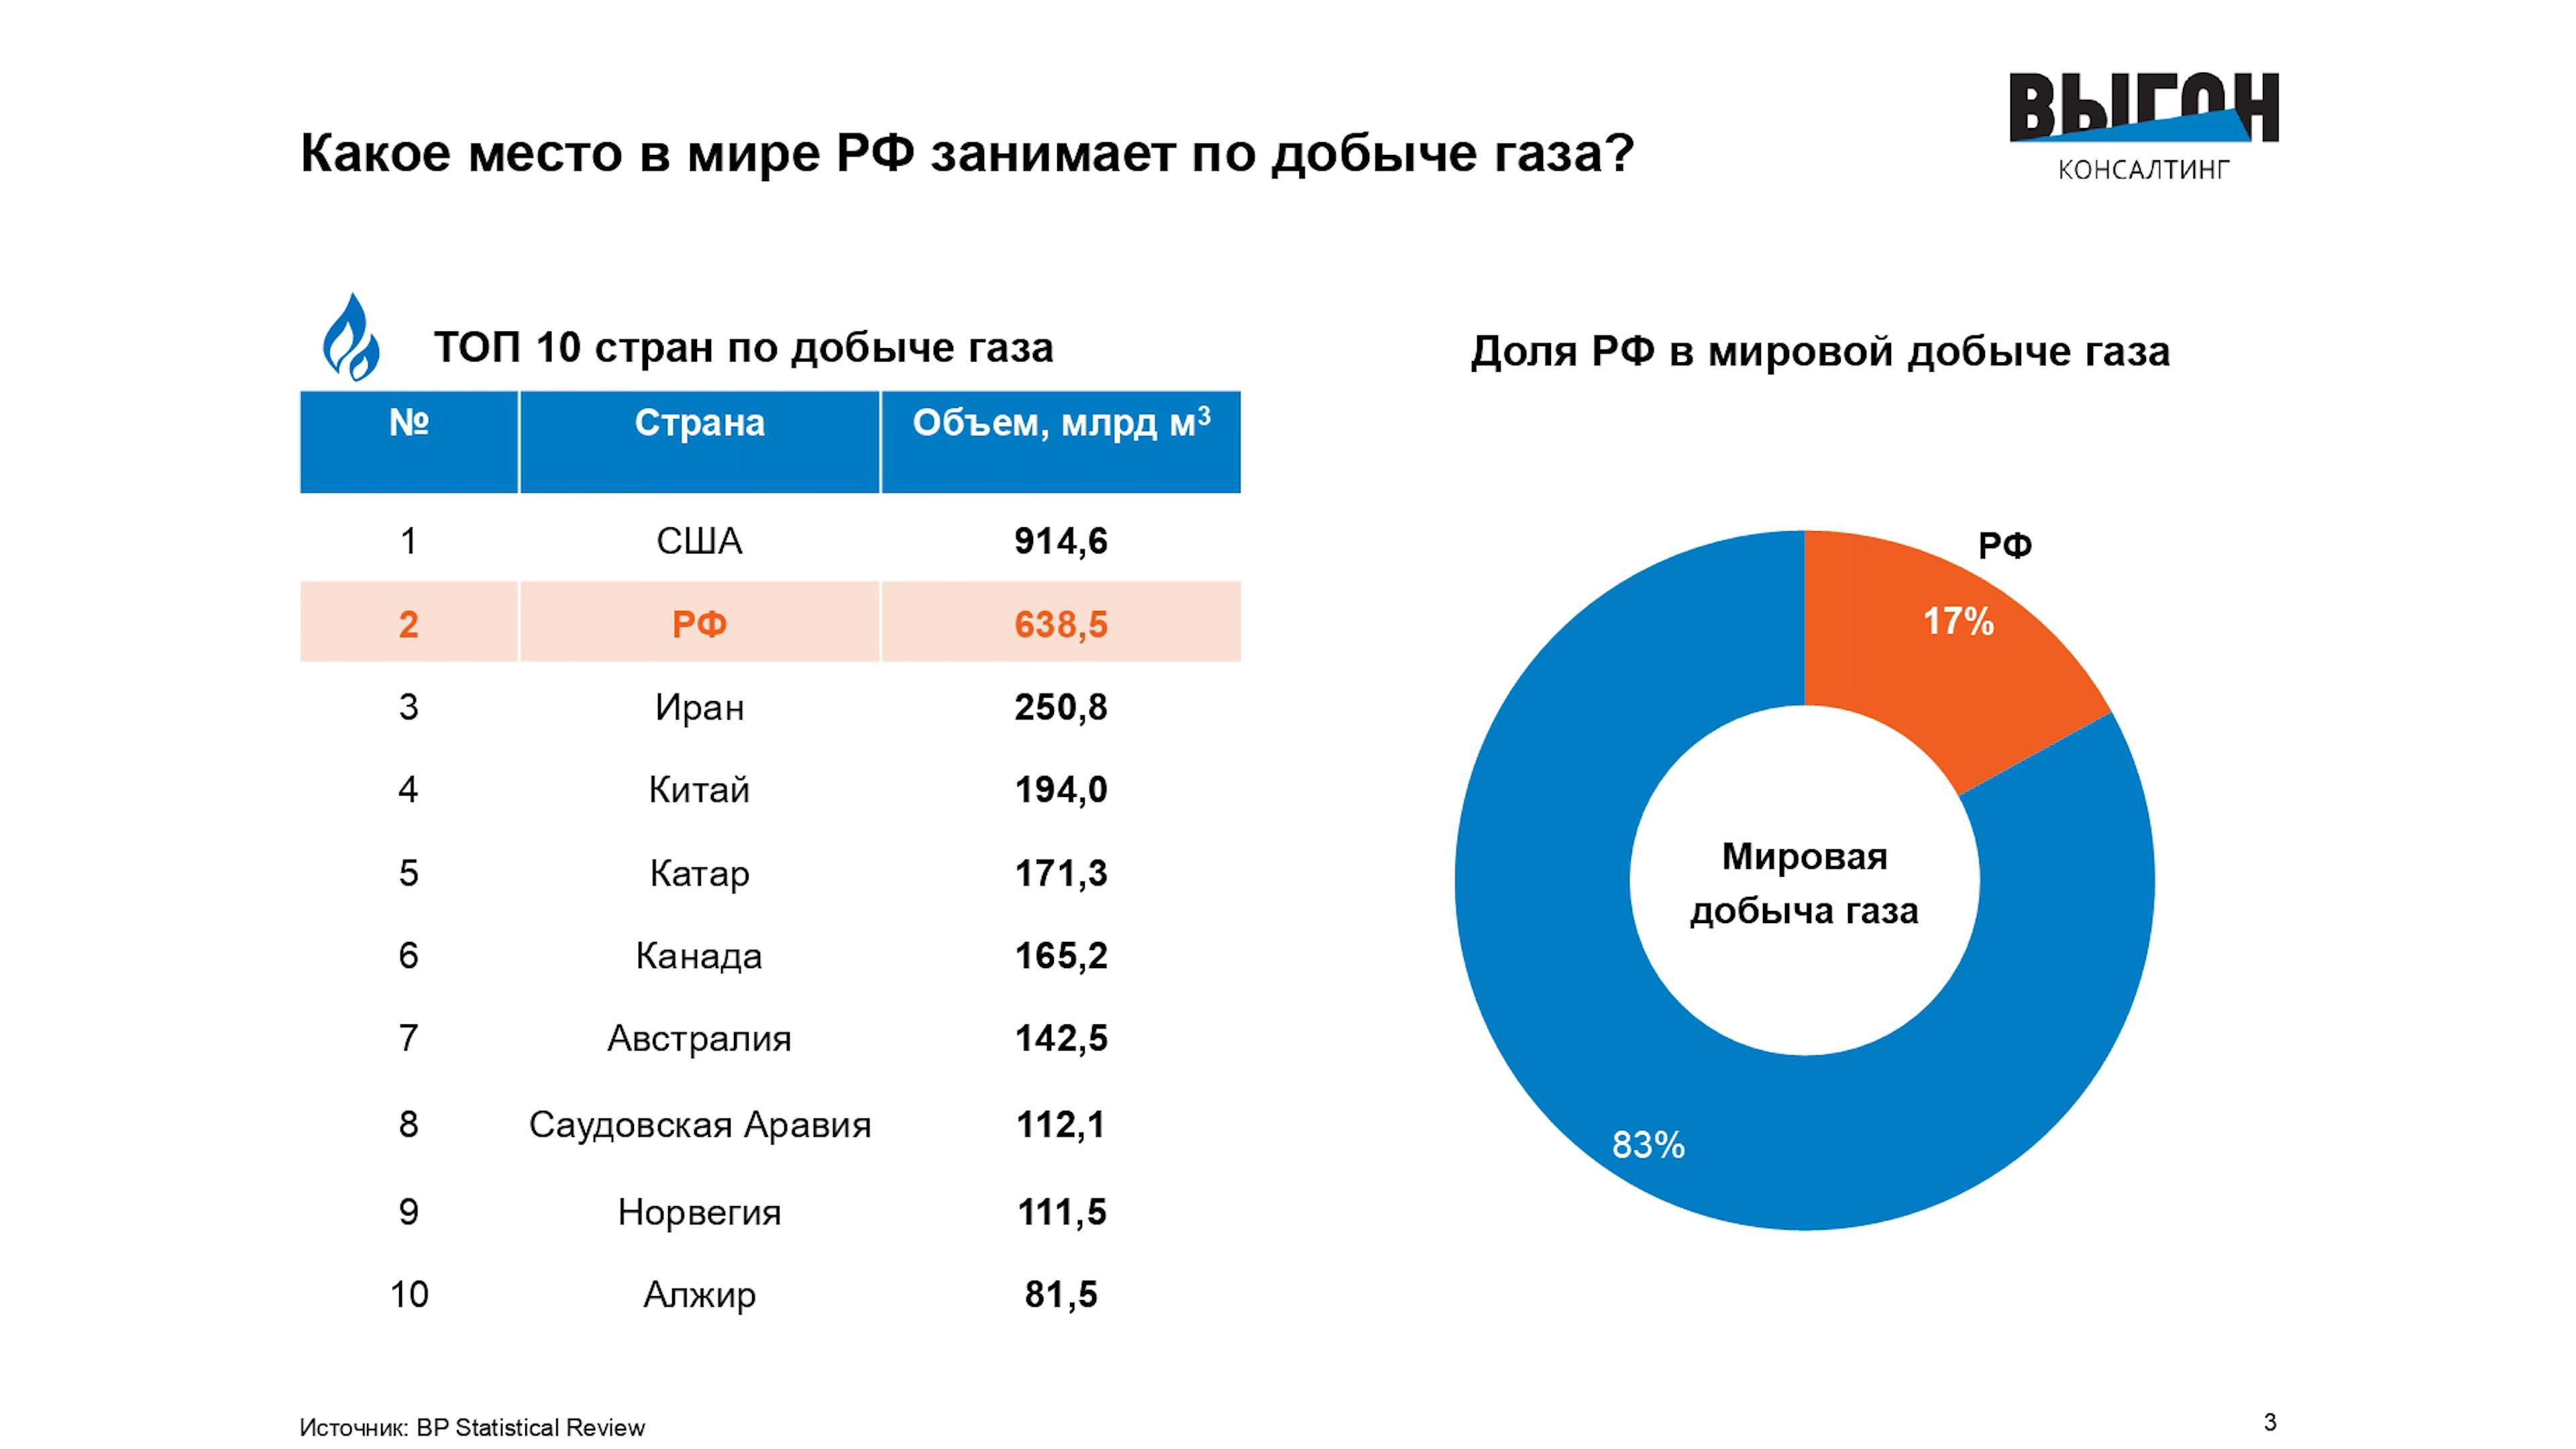 ВЫГОН
КОНСАЛТИНГ
Какое место в мире РФ занимает по добыче газа?
ТОП 10 стран по добыче газа
№ Страна Объем, млрд м³
1 США 914,6
2 РФ 638,5
3 Иран 250,8
4 Китай 194,0
5 Катар 171,3
6 Канада 165,2
7 Австралия 142,5
8 Саудовская Аравия 112,1
9 Норвегия 111,5
10 Алжир 81,5
Доля РФ в мировой добыче газа
РФ
17%
Мировая
добыча газа
83%
Источник: BP Statistical Review
3